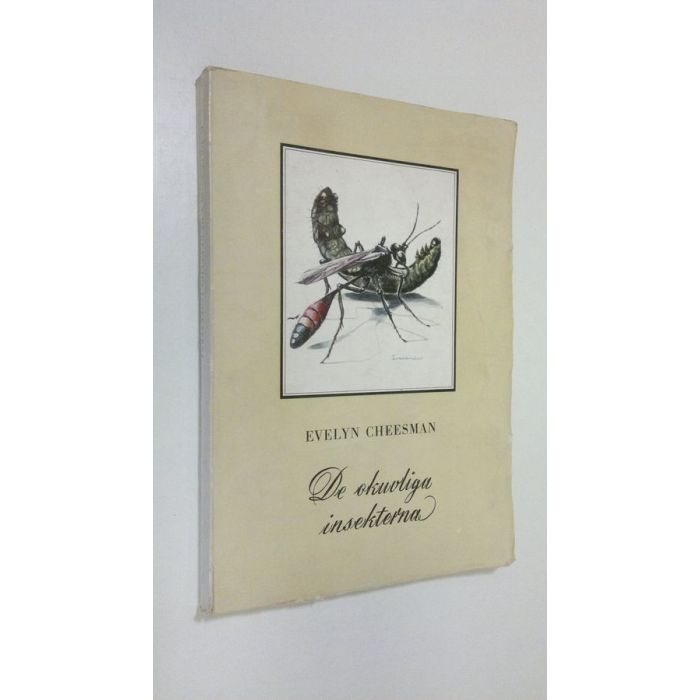 EVELYN CHEESMAN
De okuvliga
insekterna